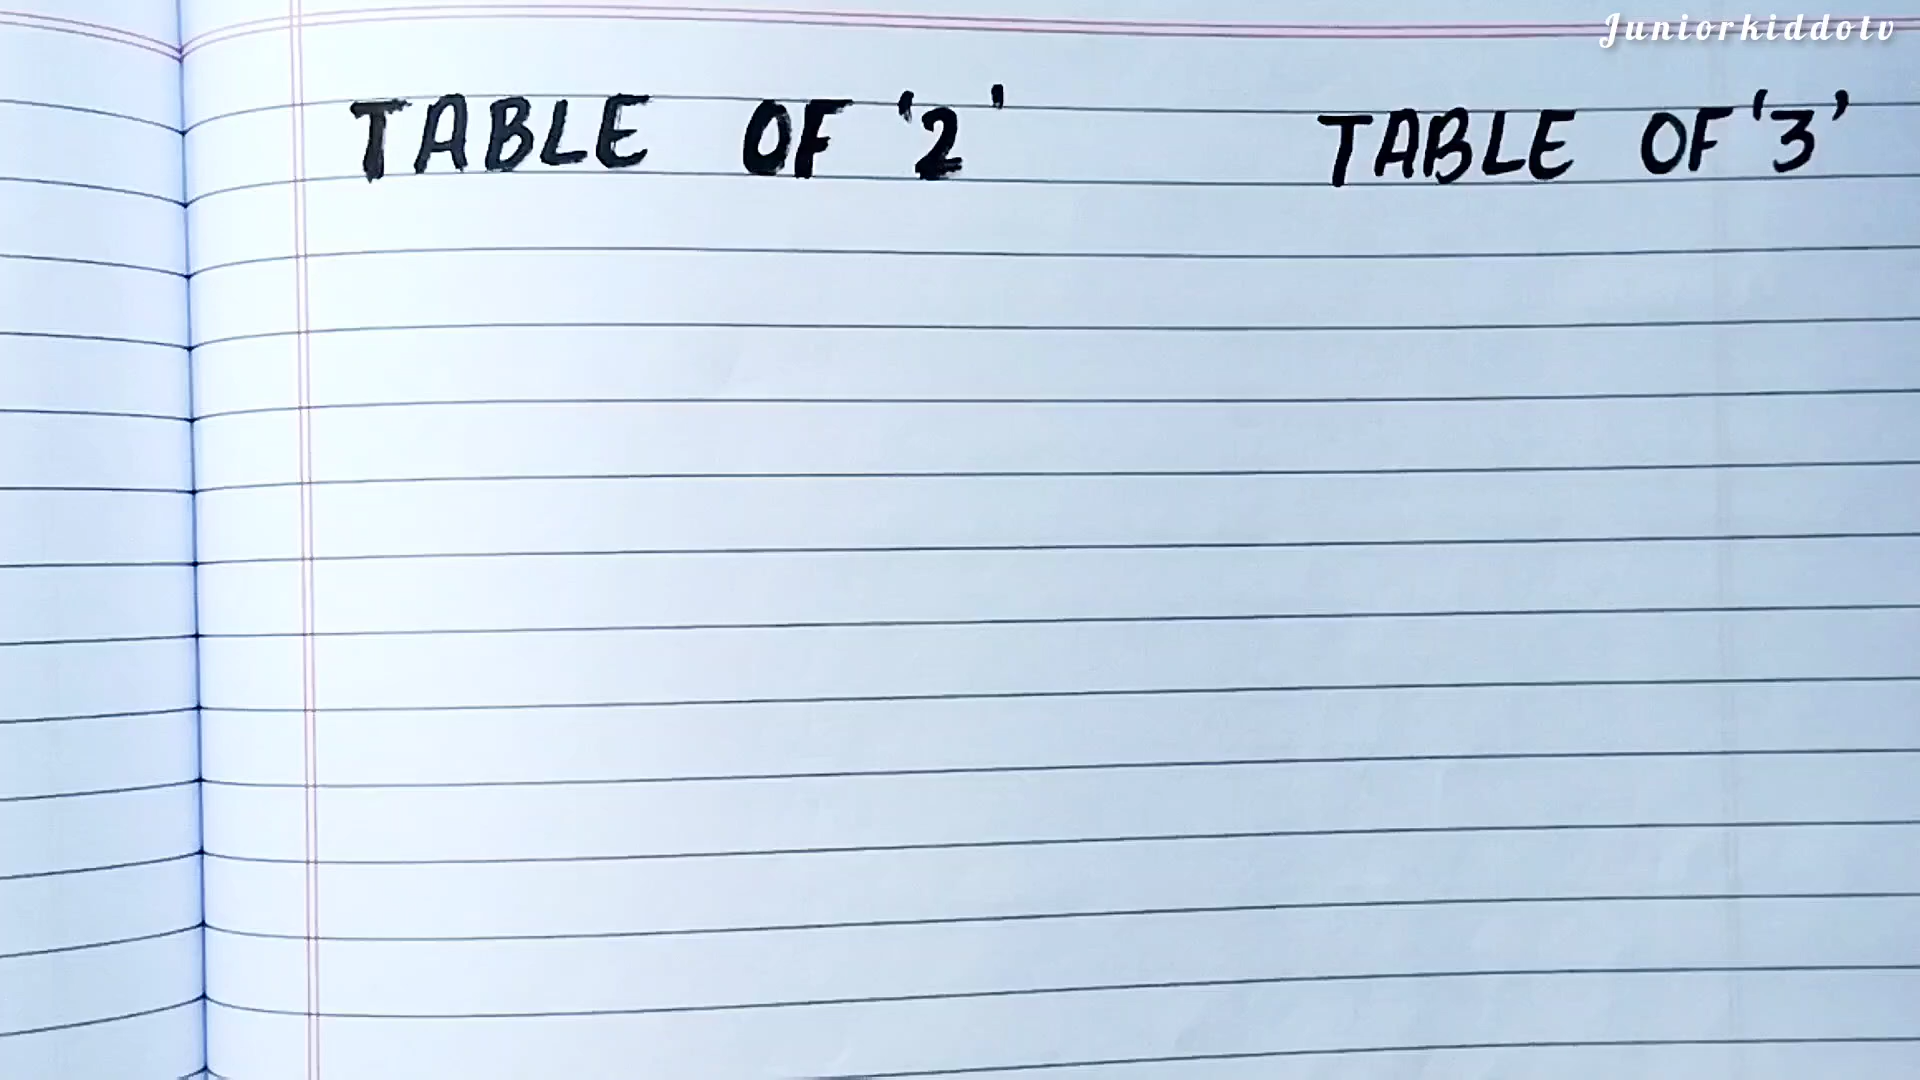 Juniorkiddotv
TABLE OF '2'
TABLE OF '3'